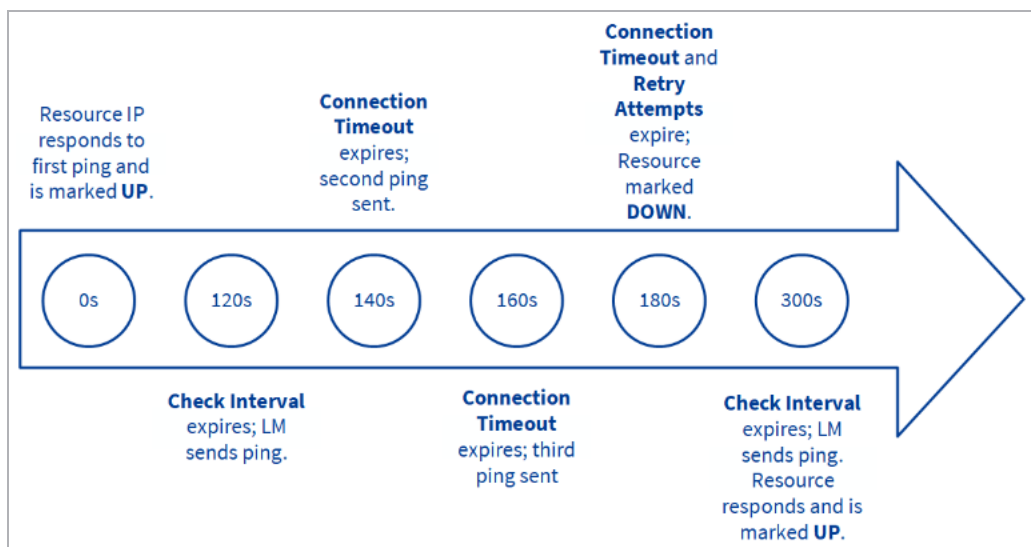 Resource IP
responds to
first ping and
is marked UP.
Connection
Timeout
expires;
second ping
sent.
Connection
Timeout and
Retry
Attempts
expire;
Resource
marked
DOWN.
0s
120s
140s
160s
180s
300s
Check Interval
expires; LM
sends ping.
Connection
Timeout
expires; third
ping sent
Check Interval
expires; LM
sends ping.
Resource
responds and is
marked UP.